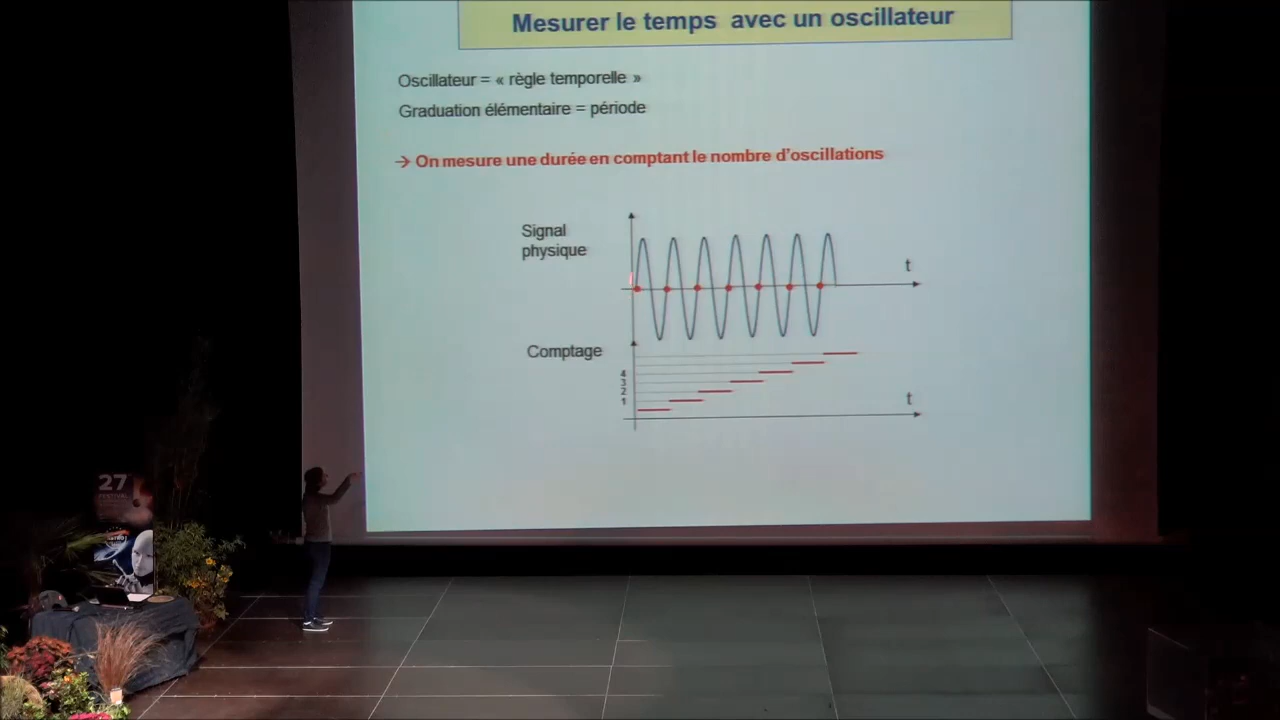 Mesurer le temps avec un oscillateur
Oscillateur = « règle temporelle »
Graduation élémentaire = période
→ On mesure une durée en comptant le nombre d'oscillations
Signal
physique
t
Comptage
4
3
2
1
t
27
FESTIVAL